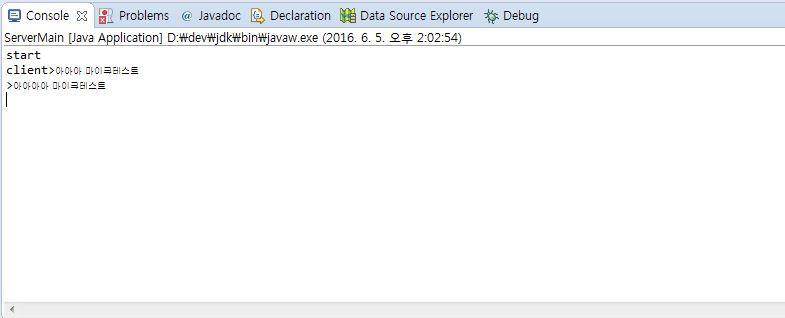 Console Problems @ Javadoc Declaration Data Source Explorer Debug
ServerMain [Java Application] D:₩dev₩jdk₩bin₩javaw.exe (2016. 6. 5. 오후 2:02:54)
start
client>아아아 마이크테스트
>아아아아 마이크테스트